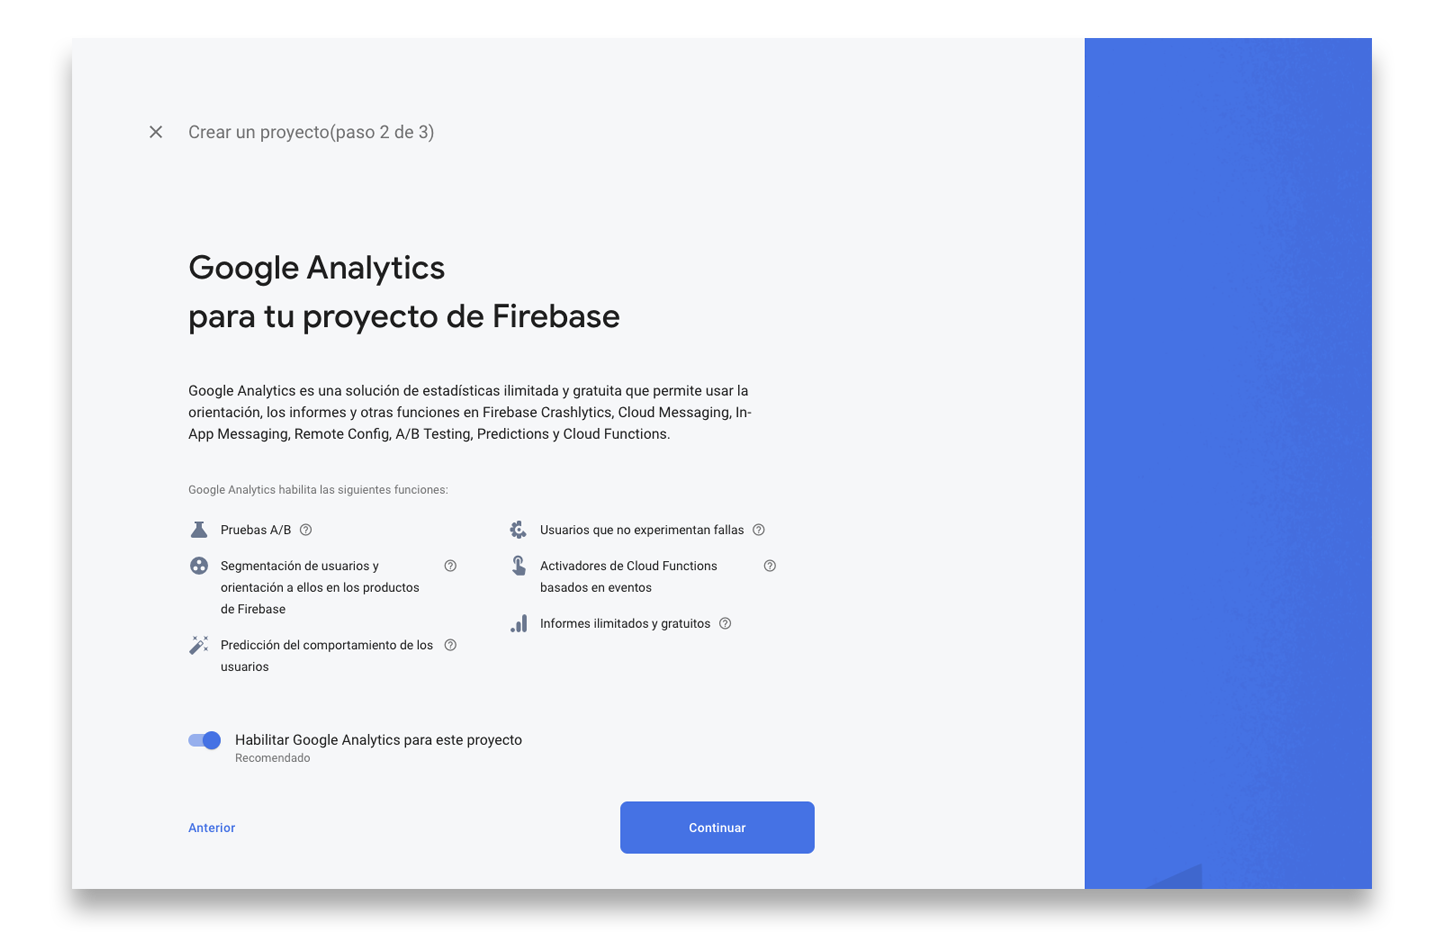 Crear un proyecto(paso 2 de 3)
Google Analytics
para tu proyecto de Firebase
Google Analytics es una solución de estadísticas ilimitada y gratuita que permite usar la
orientación, los informes y otras funciones en Firebase Crashlytics, Cloud Messaging, In-
App Messaging, Remote Config, A/B Testing, Predictions y Cloud Functions.
Google Analytics habilita las siguientes funciones:
Pruebas A/B
Segmentación de usuarios y
orientación a ellos en los productos
de Firebase
Predicción del comportamiento de los
usuarios
Usuarios que no experimentan fallas
Activadores de Cloud Functions
basados en eventos
Informes ilimitados y gratuitos
Habilitar Google Analytics para este proyecto
Recomendado
Anterior
Continuar